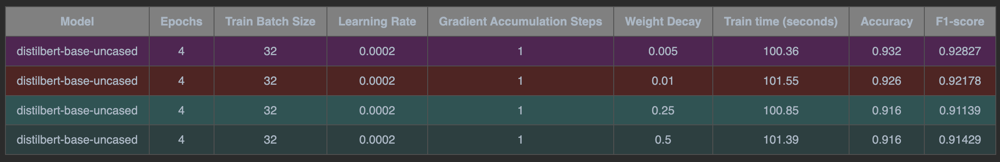 Model Epochs Train Batch Size Learning Rate Gradient Accumulation Steps Weight Decay Train time (seconds) Accuracy F1-score
distilbert-base-uncased 4 32 0.0002 1 0.005 100.36 0.932 0.92827
distilbert-base-uncased 4 32 0.0002 1 0.01 101.55 0.926 0.92178
distilbert-base-uncased 4 32 0.0002 1 0.25 100.85 0.916 0.91139
distilbert-base-uncased 4 32 0.0002 1 0.5 101.39 0.916 0.91429